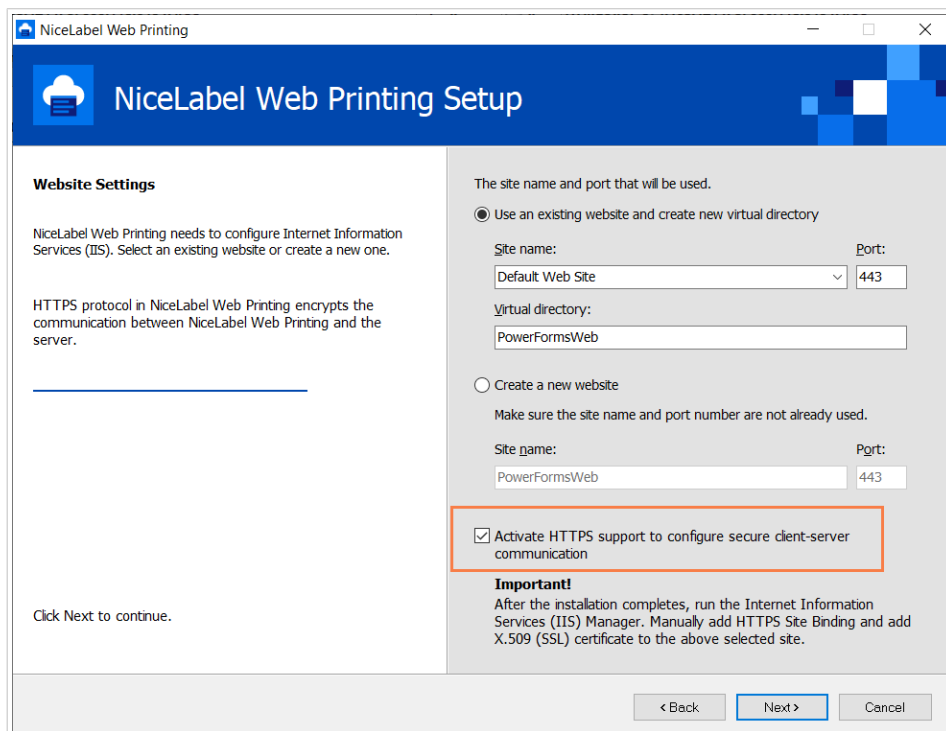 NiceLabel Web Printing
NiceLabel Web Printing Setup
Website Settings
NiceLabel Web Printing needs to configure Internet Information
Services (IIS). Select an existing website or create a new one.
HTTPS protocol in NiceLabel Web Printing encrypts the
communication between NiceLabel Web Printing and the
server.
Click Next to continue.
The site name and port that will be used.
Use an existing website and create new virtual directory
Site name: Port:
Default Web Site 443
Virtual directory:
PowerFormsWeb
Create a new website
Make sure the site name and port number are not already used.
Site name: Port:
PowerFormsWeb 443
Activate HTTPS support to configure secure client-server
communication
Important!
After the installation completes, run the Internet Information
Services (IIS) Manager. Manually add HTTPS Site Binding and add
X.509 (SSL) certificate to the above selected site.
< Back Next > Cancel